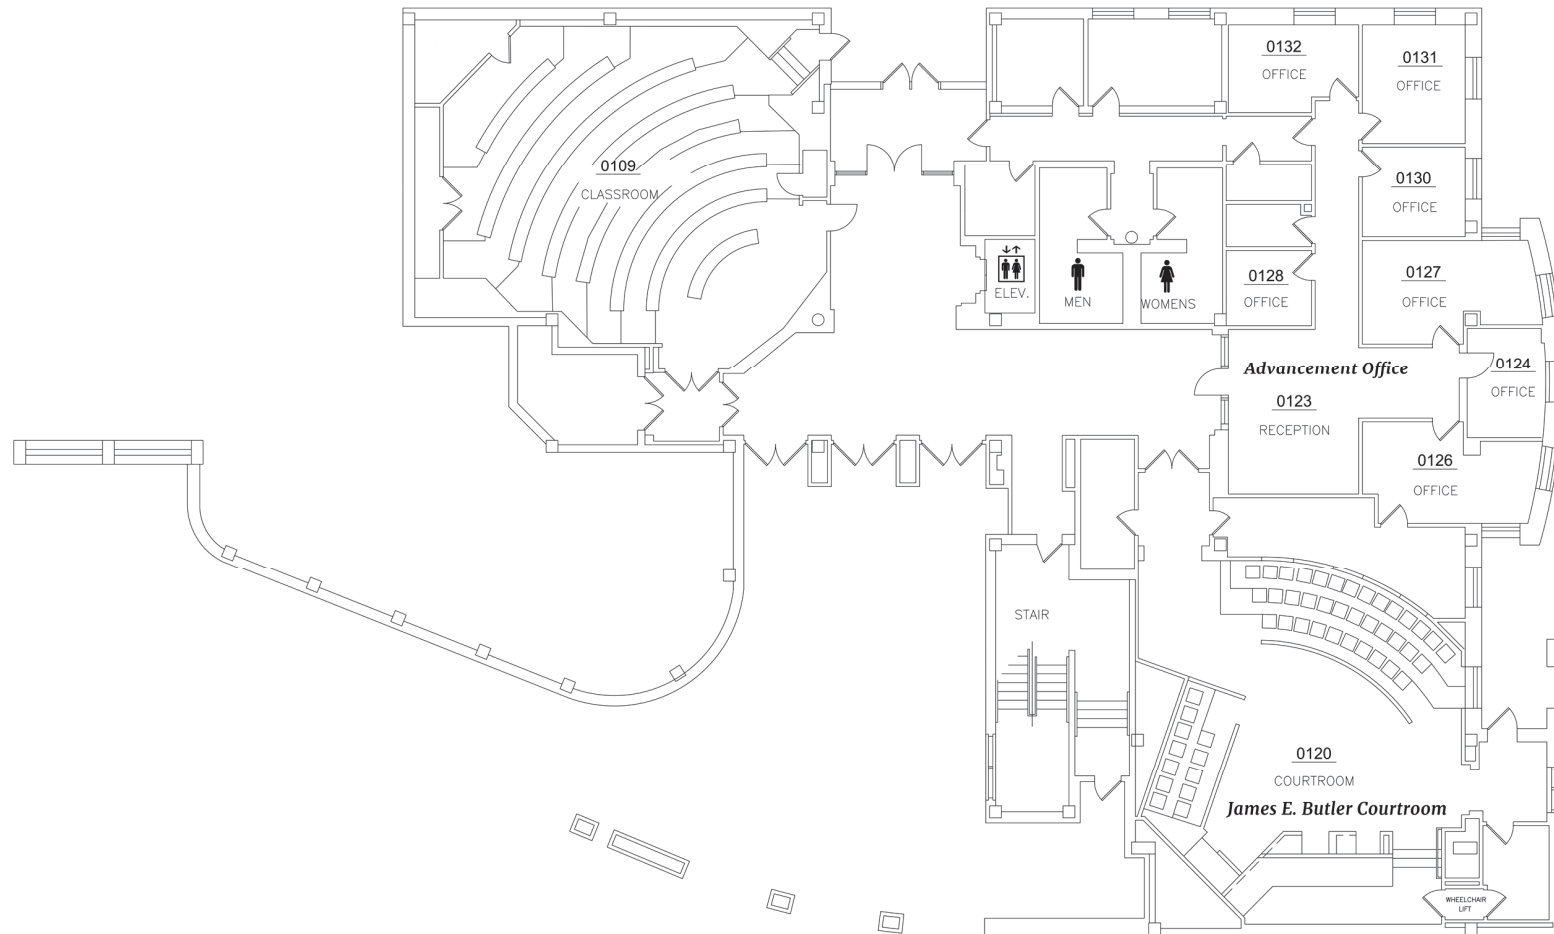 0132
OFFICE
0131
OFFICE
0109
CLASSROOM
0130
OFFICE
0128
OFFICE
0127
OFFICE
ELEV.
MEN
WOMENS
Advancement Office
0124
OFFICE
0123
RECEPTION
0126
OFFICE
STAIR
0120
COURTROOM
James E. Butler Courtroom
WHEELCHAIR
LIFT